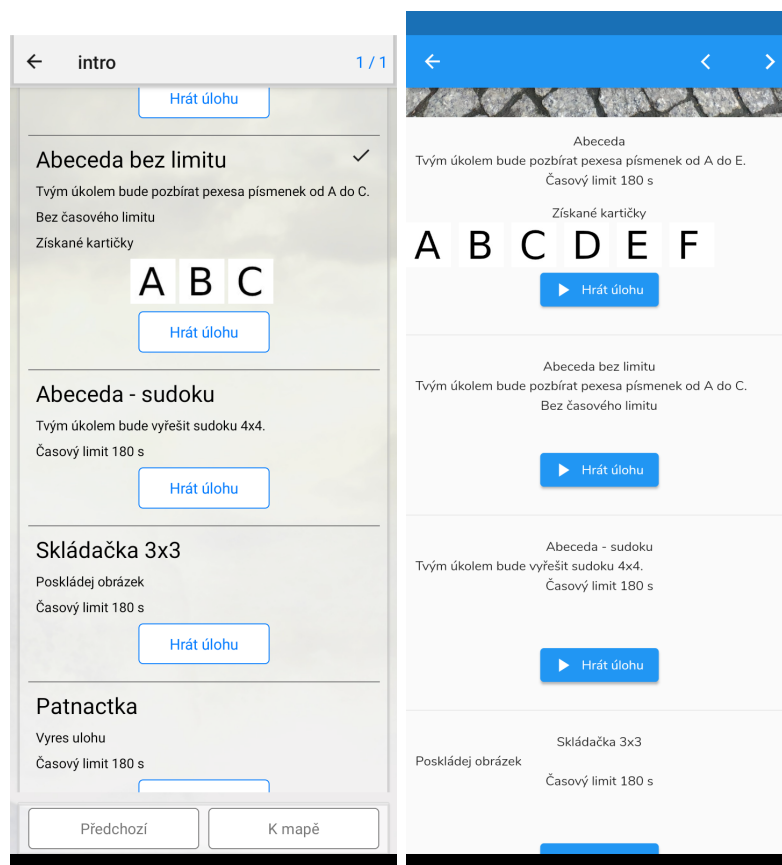 intro
1 / 1
Hrát úlohu
Abeceda bez limitu
Tvým úkolem bude pozbírat pexesa písmenek od A do C.
Bez časového limitu
Získané kartičky
A B C
Hrát úlohu
Abeceda - sudoku
Tvým úkolem bude vyřešit sudoku 4x4.
Časový limit 180 s
Hrát úlohu
Skládačka 3x3
Poskládej obrázek
Časový limit 180 s
Hrát úlohu
Patnactka
Vyres ulohu
Časový limit 180 s
Předchozí
K mapě
Abeceda
Tvým úkolem bude pozbírat pexesa písmenek od A do E.
Časový limit 180 s
Získané kartičky
A B C D E F
Hrát úlohu
Abeceda bez limitu
Tvým úkolem bude pozbírat pexesa písmenek od A do C.
Bez časového limitu
Hrát úlohu
Abeceda - sudoku
Tvým úkolem bude vyřešit sudoku 4x4.
Časový limit 180 s
Hrát úlohu
Skládačka 3x3
Poskládej obrázek
Časový limit 180 s